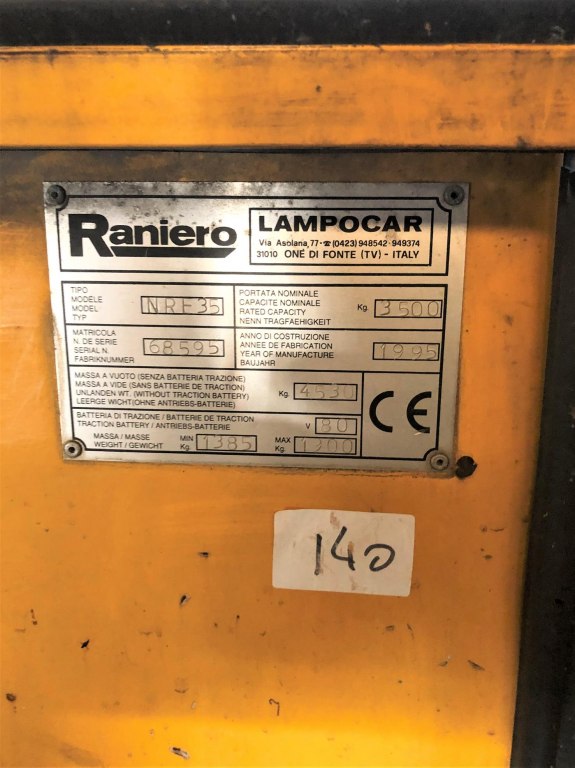 Raniero
LAMPOCAR
Via Asolana, 77-☎(0423)948542-949374
31010 ONÉ DI FONTE (TV) - ITALY
TIPO
MODELE
MODEL
TYP
NRE35
PORTATA NOMINALE
CAPACITE NOMINALE
RATED CAPACITY
NENN TRAGFAEHIGKEIT
Kg. 3500
MATRICOLA
N. DE SERIE
SERIAL N.
FABRIKNUMMER
68595
ANNO DI COSTRUZIONE
ANNEE DE FABRICATION
YEAR OF MANUFACTURE
BAUJAHR
1995
MASSA A VUOTO (SENZA BATTERIA TRAZIONE)
MASSA A VIDE (SANS BATTERIE DE TRACTION)
UNLANDEN WT. (WITHOUT TRACTION BATTERY)
LEERGE WICHT(OHNE ANTRIEBS-BATTERIE)
Kg. 4530
CE
BATTERIA DI TRAZIONE / BATTERIE DE TRACTION
TRACTION BATTERY / ANTRIEBS-BATTERIE
V 80
MASSA / MASSE
WEIGHT / GEWICHT
MIN Kg. 1385
MAX Kg.
140